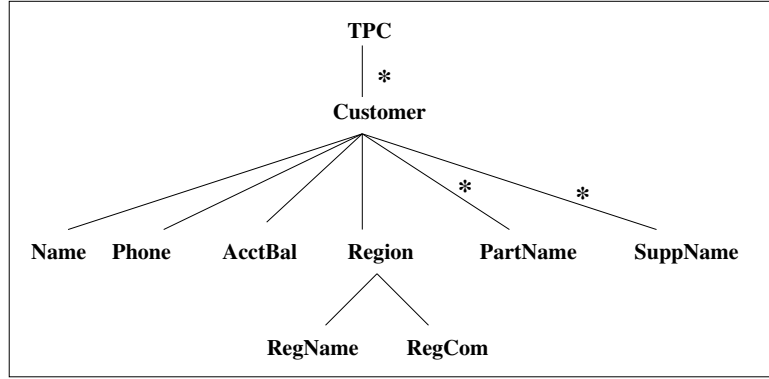 TPC
*
Customer
*
*
Name Phone AcctBal Region PartName SuppName
RegName RegCom